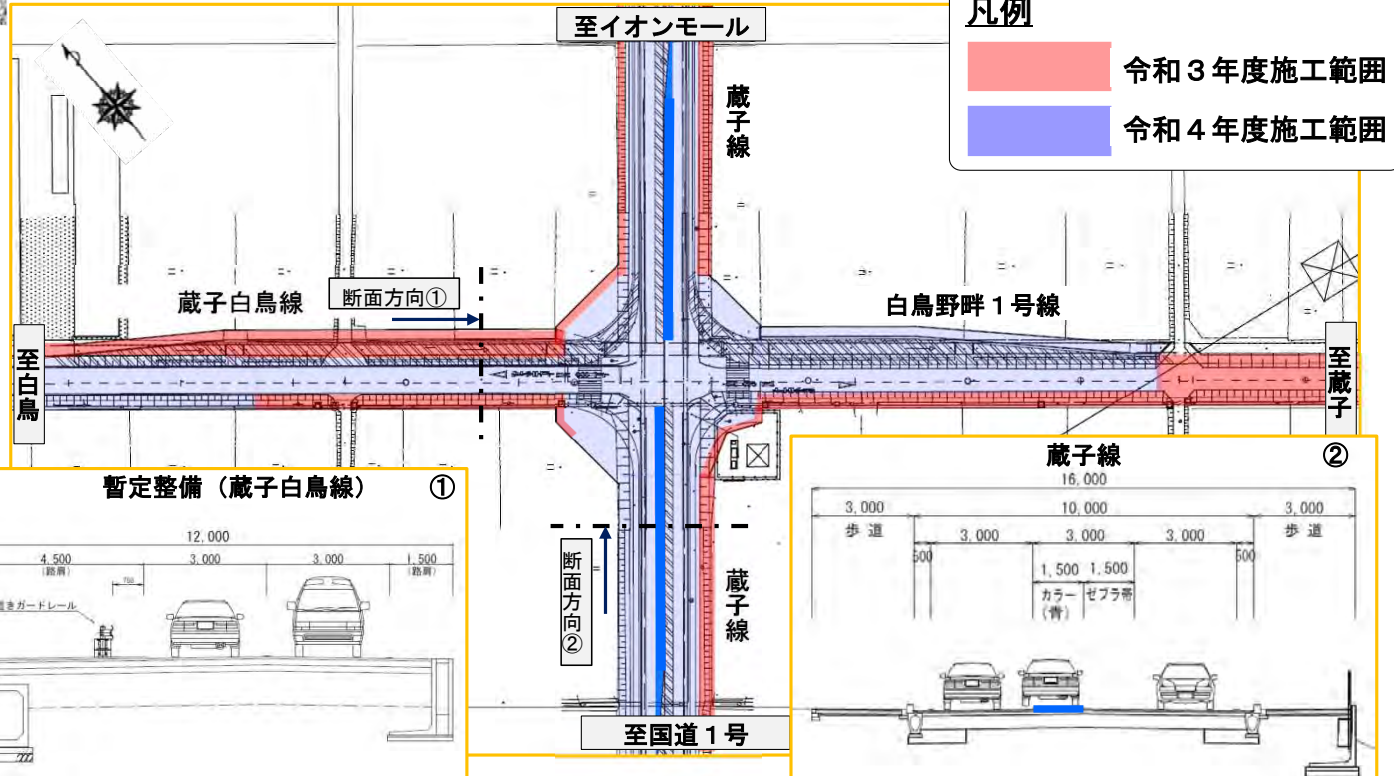 至イオンモール
凡例
令和３年度施工範囲
令和４年度施工範囲
蔵子線
蔵子白鳥線
断面方向①
白鳥野畔１号線
至白鳥
至蔵子
断面方向②
蔵子線
至国道１号
暫定整備（蔵子白鳥線） ①
12,000
4,500 3,000 3,000 1,500
(路肩) (路肩)
750
置きガードレール
蔵子線 ②
16,000
3,000 10,000 3,000
歩道 歩道
500 3,000 3,000 3,000 500
1,500 1,500
カラー ゼブラ帯
(青)